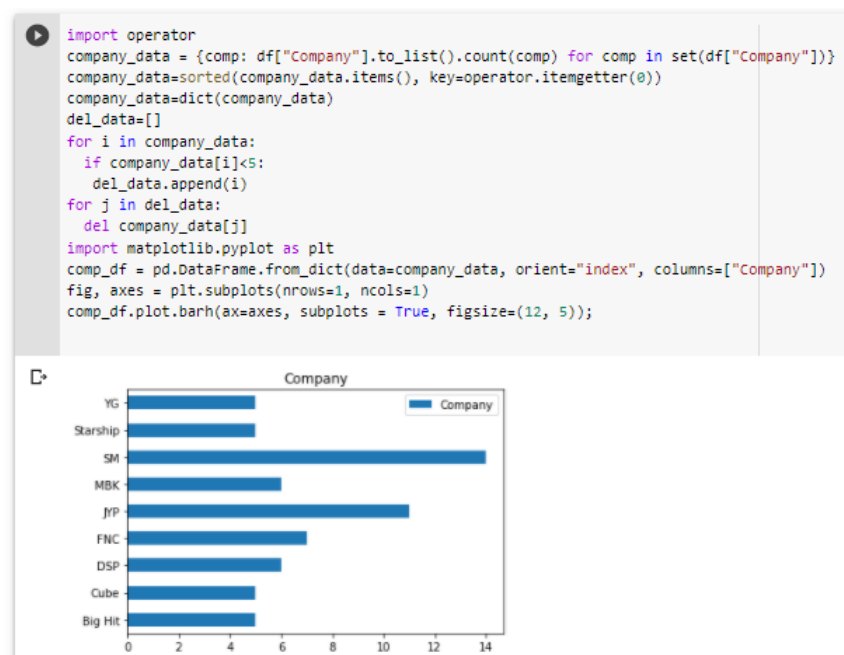 import operator
company_data = {comp: df["Company"].to_list().count(comp) for comp in set(df["Company"])}
company_data=sorted(company_data.items(), key=operator.itemgetter(0))
company_data=dict(company_data)
del_data=[]
for i in company_data:
  if company_data[i]<5:
   del_data.append(i)
for j in del_data:
  del company_data[j]
import matplotlib.pyplot as plt
comp_df = pd.DataFrame.from_dict(data=company_data, orient="index", columns=["Company"])
fig, axes = plt.subplots(nrows=1, ncols=1)
comp_df.plot.barh(ax=axes, subplots = True, figsize=(12, 5));
Company
Company
YG
Starship
SM
MBK
JYP
FNC
DSP
Cube
Big Hit
0 2 4 6 8 10 12 14